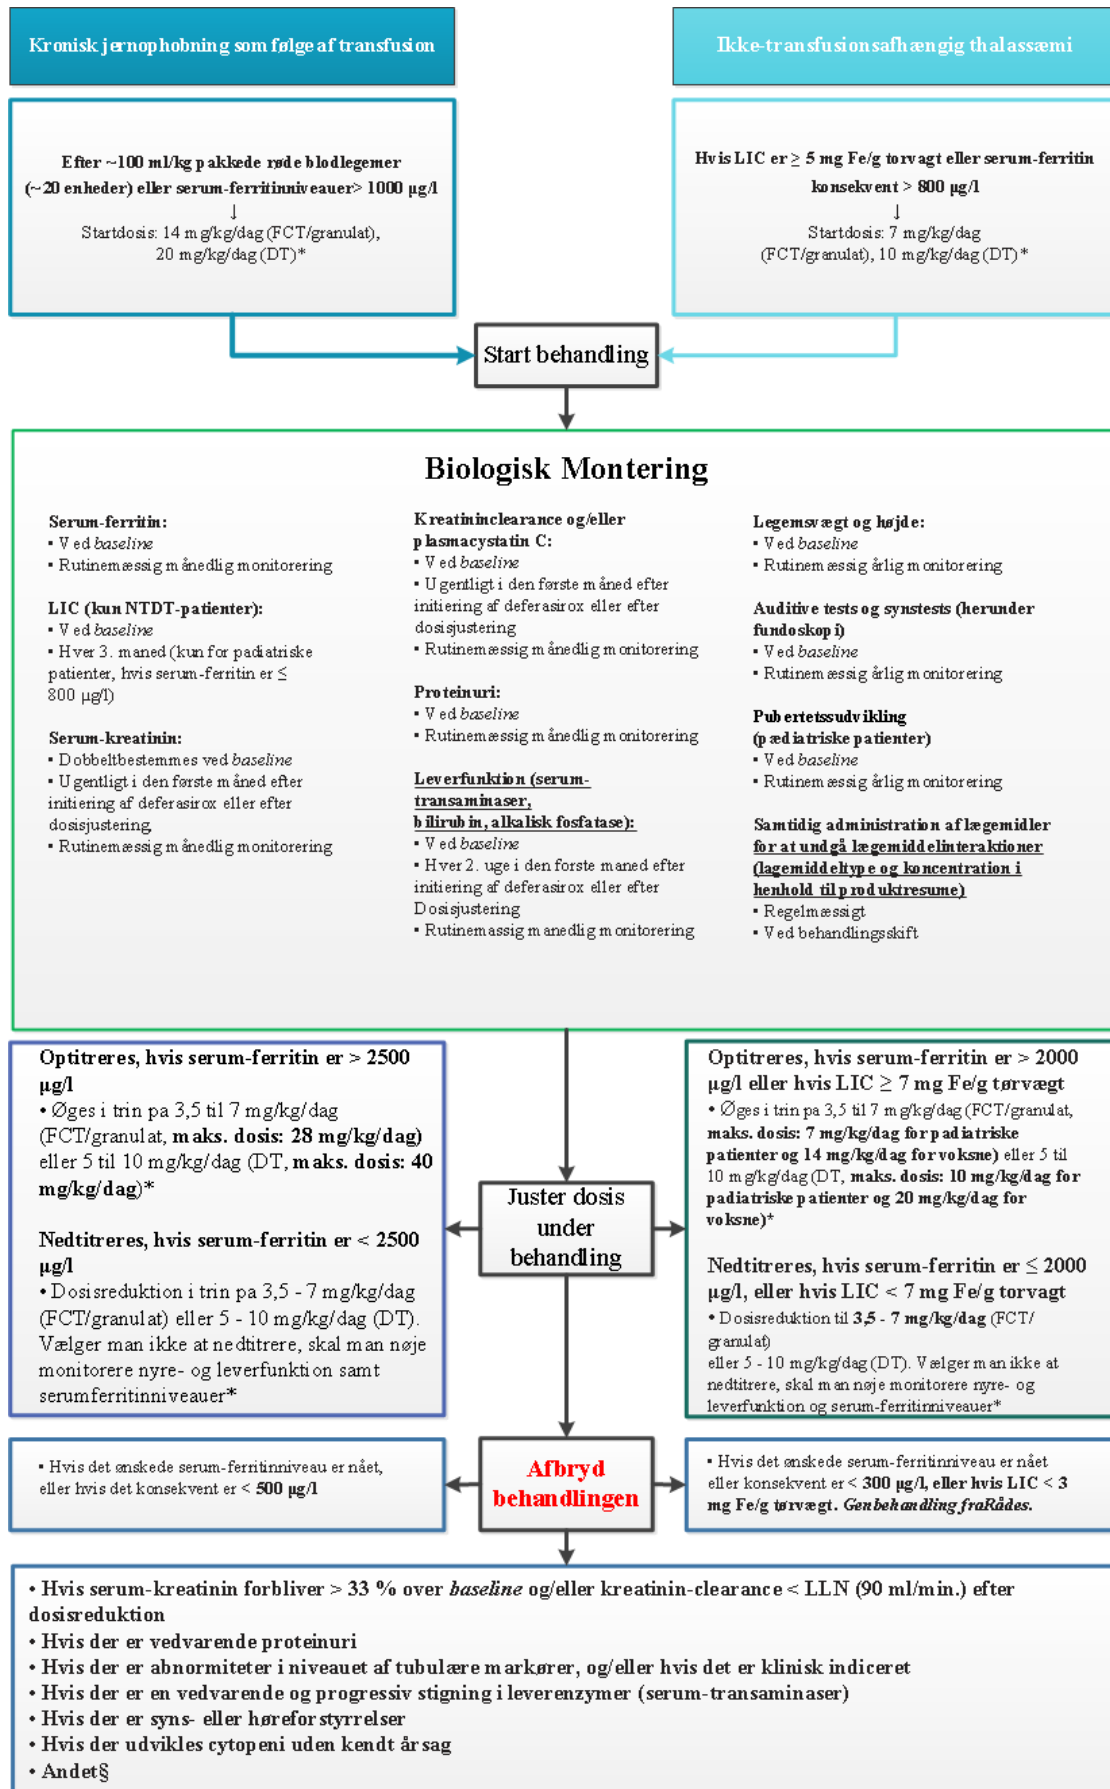 Kronisk jernophobning som følge af transfusion
Ikke-transfusionsafhængig thalassæmi
Efter ~100 ml/kg pakkede røde blodlegemer
(~20 enheder) eller serum-ferritinniveauer> 1000 µg/l
↓
Startdosis: 14 mg/kg/dag (FCT/granulat),
20 mg/kg/dag (DT)*
Hvis LIC er ≥ 5 mg Fe/g torvagt eller serum-ferritin
konsekvent > 800 µg/l
↓
Startdosis: 7 mg/kg/dag
(FCT/granulat), 10 mg/kg/dag (DT)*
Start behandling
Biologisk Montering
Serum-ferritin:
▪ Ved baseline
▪ Rutinemæssig månedlig monitorering
LIC (kun NTDT-patienter):
▪ Ved baseline
▪ Hver 3. maned (kun for padiatriske
patienter, hvis serum-ferritin er ≤
800 µg/l)
Serum-kreatinin:
▪ Dobbeltbestemmes ved baseline
▪ Ugentligt i den første måned efter
initiering af deferasirox eller efter
dosisjustering,
▪ Rutinemæssig månedlig monitorering
Kreatininclearance og/eller
plasmacystatin C:
▪ Ved baseline
▪ Ugentligt i den første måned efter
initiering af deferasirox eller efter
dosisjustering
▪ Rutinemæssig månedlig monitorering
Proteinuri:
▪ Ved baseline
▪ Rutinemæssig månedlig monitorering
Leverfunktion (serum-
transaminaser,
bilirubin, alkalisk fosfatase):
▪ Ved baseline
▪ Hver 2. uge i den forste maned efter
initiering af deferasirox eller efter
Dosisjustering
▪ Rutinemassig manedlig monitorering
Legemsvægt og højde:
▪ Ved baseline
▪ Rutinemæssig årlig monitorering
Auditive tests og synstests (herunder
fundoskopi)
▪ Ved baseline
▪ Rutinemæssig årlig monitorering
Pubertetssudvikling
(pædiatriske patienter)
▪ Ved baseline
▪ Rutinemæssig årlig monitorering
Samtidig administration af lægemidler
for at undgå lægemiddelinteraktioner
(lagemiddeltype og koncentration i
henhold til produktresume)
▪ Regelmæssigt
▪ Ved behandlingsskift
Optitreres, hvis serum-ferritin er > 2500
µg/l
• Øges i trin pa 3,5 til 7 mg/kg/dag
(FCT/granulat, maks. dosis: 28 mg/kg/dag)
eller 5 til 10 mg/kg/dag (DT, maks. dosis: 40
mg/kg/dag)*
Nedtitreres, hvis serum-ferritin er < 2500
µg/l
• Dosisreduktion i trin pa 3,5 - 7 mg/kg/dag
(FCT/granulat) eller 5 - 10 mg/kg/dag (DT).
Vælger man ikke at nedtitrere, skal man nøje
monitorere nyre- og leverfunktion samt
serumferritinniveauer*
Juster dosis
under
behandling
Optitreres, hvis serum-ferritin er > 2000
µg/l eller hvis LIC ≥ 7 mg Fe/g tørvægt
• Øges i trin pa 3,5 til 7 mg/kg/dag (FCT/granulat,
maks. dosis: 7 mg/kg/dag for padiatriske
patienter og 14 mg/kg/dag for voksne) eller 5 til
10 mg/kg/dag (DT, maks. dosis: 10 mg/kg/dag for
padiatriske patienter og 20 mg/kg/dag for
voksne)*
Nedtitreres, hvis serum-ferritin er ≤ 2000
µg/l, eller hvis LIC < 7 mg Fe/g torvagt
• Dosisreduktion til 3,5 - 7 mg/kg/dag (FCT/
granulat)
eller 5 - 10 mg/kg/dag (DT). Vælger man ikke at
nedtitrere, skal man nøje monitorere nyre- og
leverfunktion og serum-ferritinniveauer*
▪ Hvis det ønskede serum-ferritinniveau er nået,
eller hvis det konsekvent er < 500 µg/l
Afbryd
behandlingen
▪ Hvis det ønskede serum-ferritinniveau er nået
eller konsekvent er < 300 µg/l, eller hvis LIC < 3
mg Fe/g tørvægt. Genbehandling fraRådes.
• Hvis serum-kreatinin forbliver > 33 % over baseline og/eller kreatinin-clearance < LLN (90 ml/min.) efter
dosisreduktion
• Hvis der er vedvarende proteinuri
• Hvis der er abnormiteter i niveauet af tubulære markører, og/eller hvis det er klinisk indiceret
• Hvis der er en vedvarende og progressiv stigning i leverenzymer (serum-transaminaser)
• Hvis der er syns- eller høreforstyrrelser
• Hvis der udvikles cytopeni uden kendt årsag
• Andet§